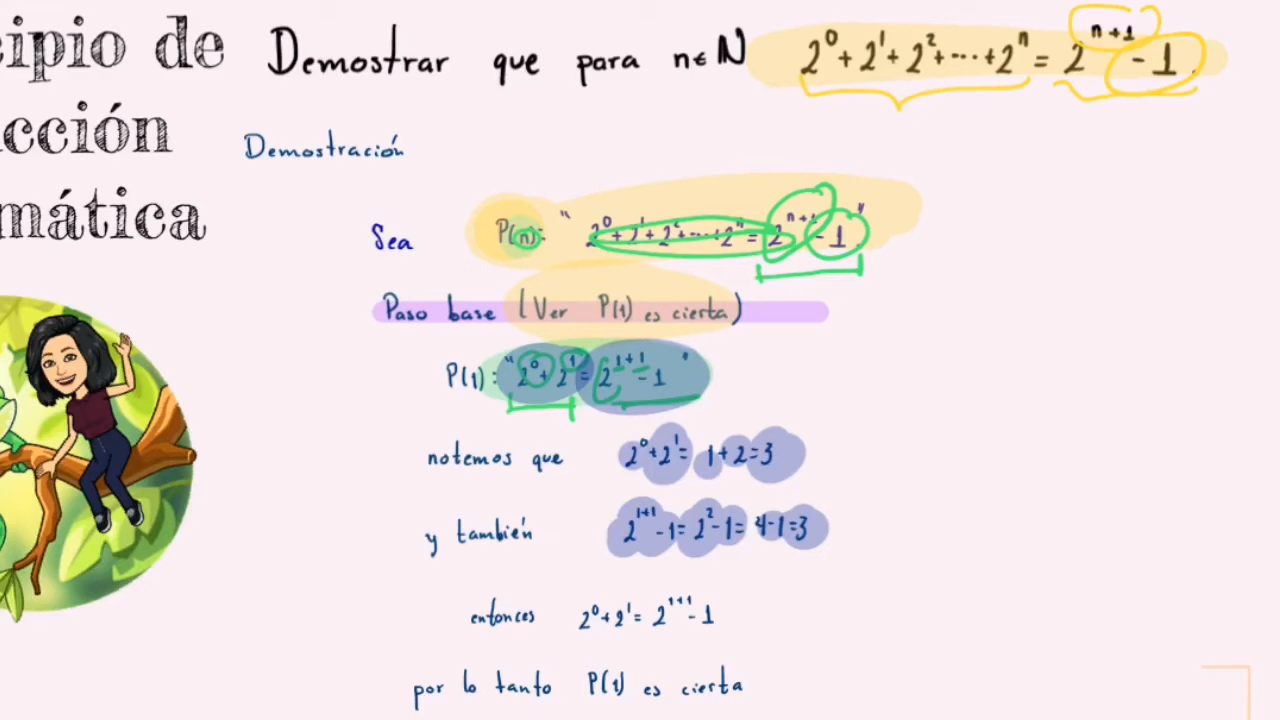 cipio de
cción
mática
Demostrar que para n∈ℕ 2⁰+2¹+2²+···+2ⁿ = 2ⁿ⁺¹ - 1.
Demostración
Sea P(n): " 2⁰+2¹+2²+···+2ⁿ = 2ⁿ⁺¹ - 1 "
Paso base (Ver P(1) es cierta)
P(1): " 2⁰+2¹ = 2¹⁺¹ - 1 "
notemos que 2⁰+2¹= 1+2=3
y también 2¹⁺¹-1=2²-1=4-1=3
entonces 2⁰+2¹= 2¹⁺¹-1
por lo tanto P(1) es cierta